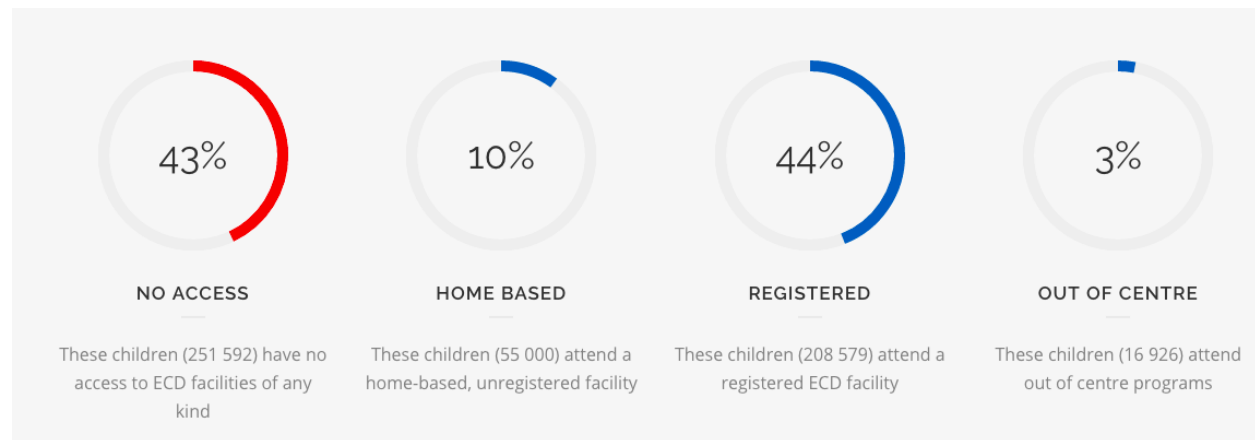 43%
10%
44%
3%
NO ACCESS
HOME BASED
REGISTERED
OUT OF CENTRE
These children (251 592) have no
access to ECD facilities of any
kind
These children (55 000) attend a
home-based, unregistered facility
These children (208 579) attend a
registered ECD facility
These children (16 926) attend
out of centre programs